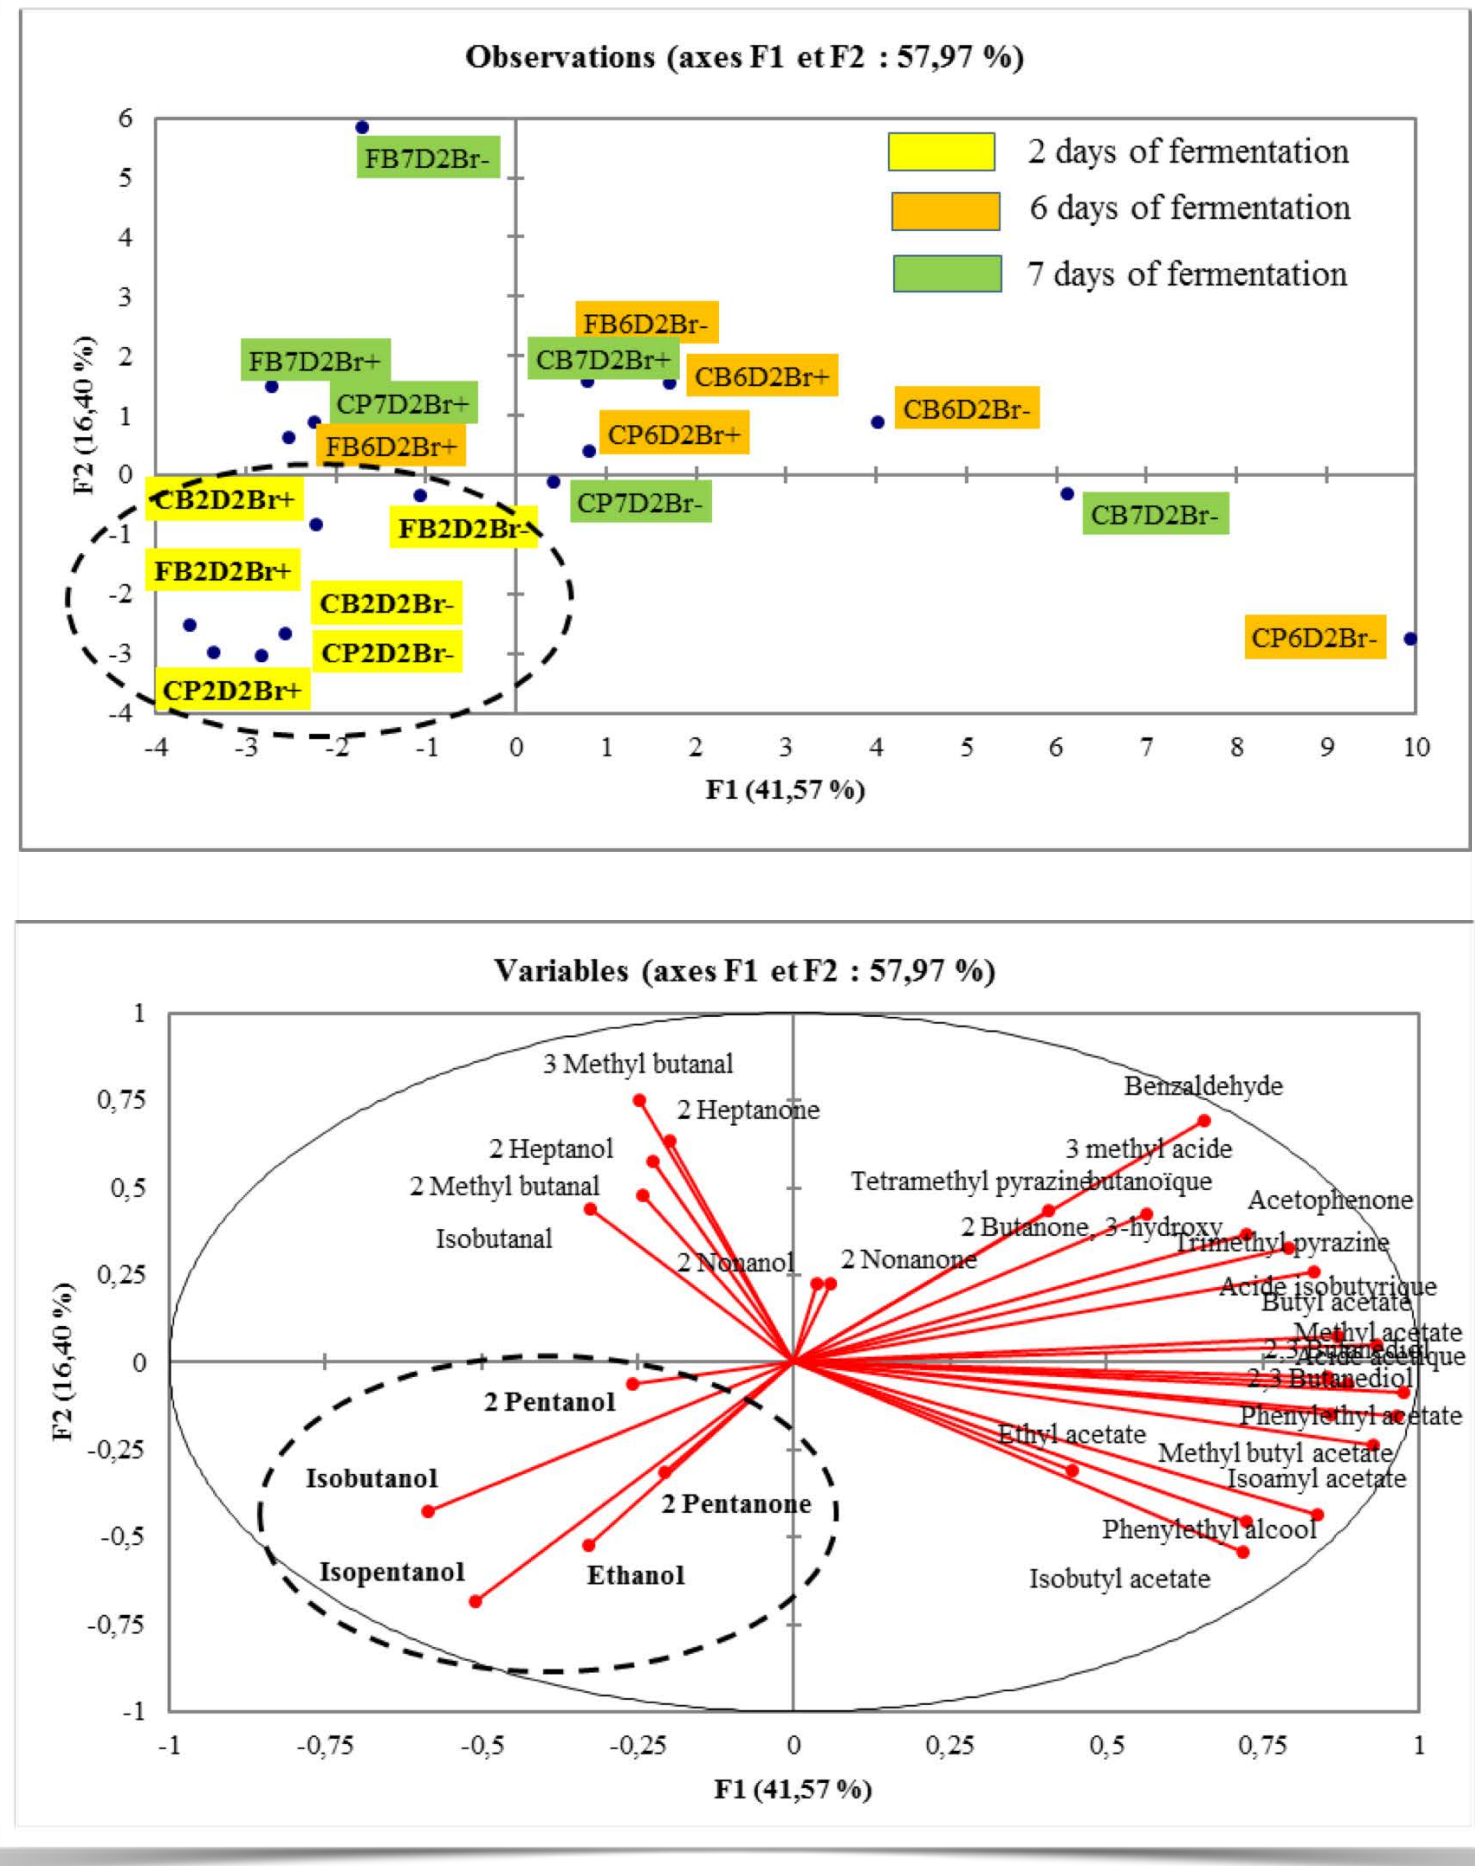 Observations (axes F1 et F2 : 57,97 %)
6
5
4
3
2
1
0
-1
-2
-3
-4
F2 (16,40 %)
FB7D2Br-
2 days of fermentation
6 days of fermentation
7 days of fermentation
FB6D2Br-
FB7D2Br+
CB7D2Br+
CB6D2Br+
CP7D2Br+
CB6D2Br-
FB6D2Br+
CP6D2Br+
CB2D2Br+
CP7D2Br-
CB7D2Br-
FB2D2Br-
FB2D2Br+
CB2D2Br-
CP2D2Br-
CP6D2Br-
CP2D2Br+
-4 -3 -2 -1 0 1 2 3 4 5 6 7 8 9 10
F1 (41,57 %)
Variables (axes F1 et F2 : 57,97 %)
1
0,75
0,5
0,25
0
-0,25
-0,5
-0,75
-1
F2 (16,40 %)
3 Methyl butanal
Benzaldehyde
2 Heptanone
2 Heptanol
3 methyl acide
butanoïque
Tetramethyl pyrazine
2 Methyl butanal
Acetophenone
2 Butanone, 3-hydroxy
Isobutanal
Trimethyl pyrazine
2 Nonanol
2 Nonanone
Acide isobutyrique
Butyl acetate
Methyl acetate
2,3 Butanediol
Acide acétique
2,3 Butanediol
2 Pentanol
Phenylethyl acetate
Ethyl acetate
Methyl butyl acetate
Isobutanol
Isoamyl acetate
2 Pentanone
Phenylethyl alcool
Isopentanol
Ethanol
Isobutyl acetate
-1 -0,75 -0,5 -0,25 0 0,25 0,5 0,75 1
F1 (41,57 %)